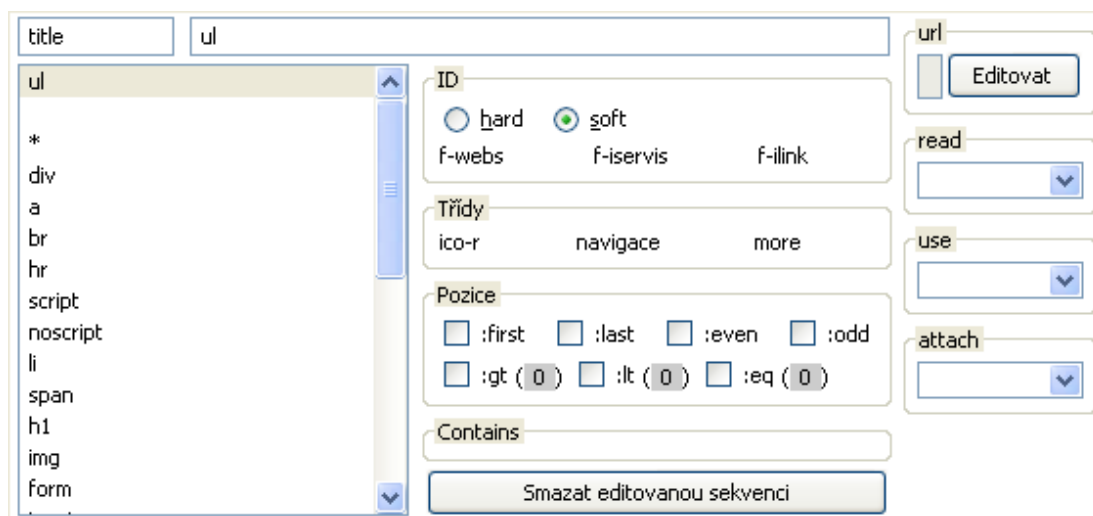 title
ul
ul
*
div
a
br
hr
script
noscript
li
span
h1
img
form
ID
hard soft
f-webs f-iservis f-ilink
Třídy
ico-r navigace more
Pozice
:first :last :even :odd
:gt ( 0 ) :lt ( 0 ) :eq ( 0 )
Contains
Smazat editovanou sekvenci
url
Editovat
read
use
attach